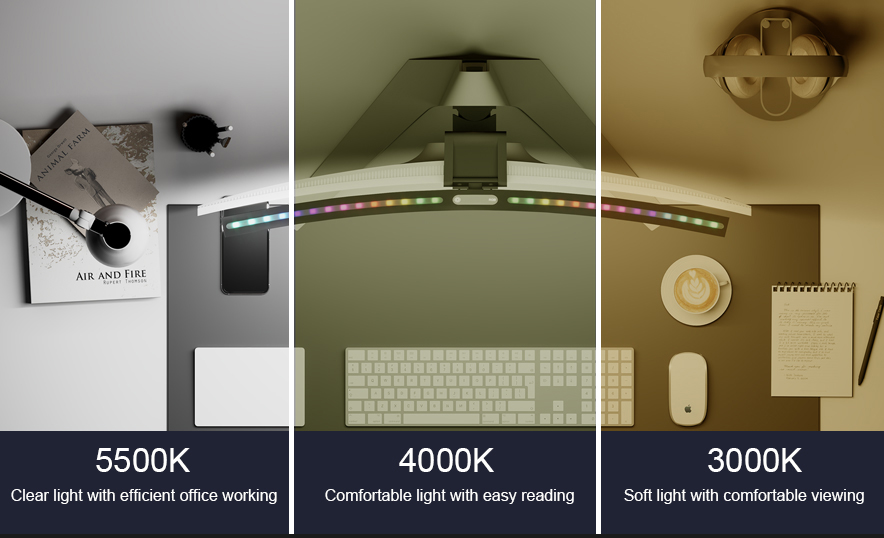 ANIMAL FARM
AIR AND FIRE
RUPERT THOMSON
5500K
Clear light with efficient office working
4000K
Comfortable light with easy reading
3000K
Soft light with comfortable viewing